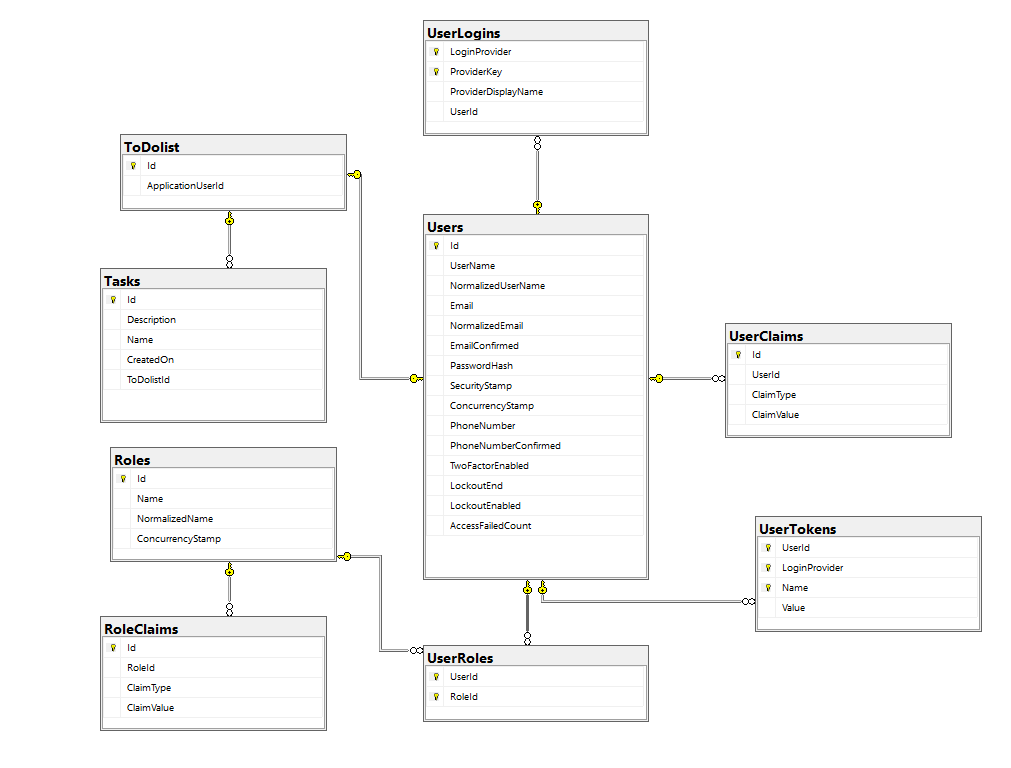 UserLogins
LoginProvider
ProviderKey
ProviderDisplayName
UserId
ToDolist
Id
ApplicationUserId
Tasks
Id
Description
Name
CreatedOn
ToDolistId
Users
Id
UserName
NormalizedUserName
Email
NormalizedEmail
EmailConfirmed
PasswordHash
SecurityStamp
ConcurrencyStamp
PhoneNumber
PhoneNumberConfirmed
TwoFactorEnabled
LockoutEnd
LockoutEnabled
AccessFailedCount
UserClaims
Id
UserId
ClaimType
ClaimValue
Roles
Id
Name
NormalizedName
ConcurrencyStamp
UserTokens
UserId
LoginProvider
Name
Value
RoleClaims
Id
RoleId
ClaimType
ClaimValue
UserRoles
UserId
RoleId